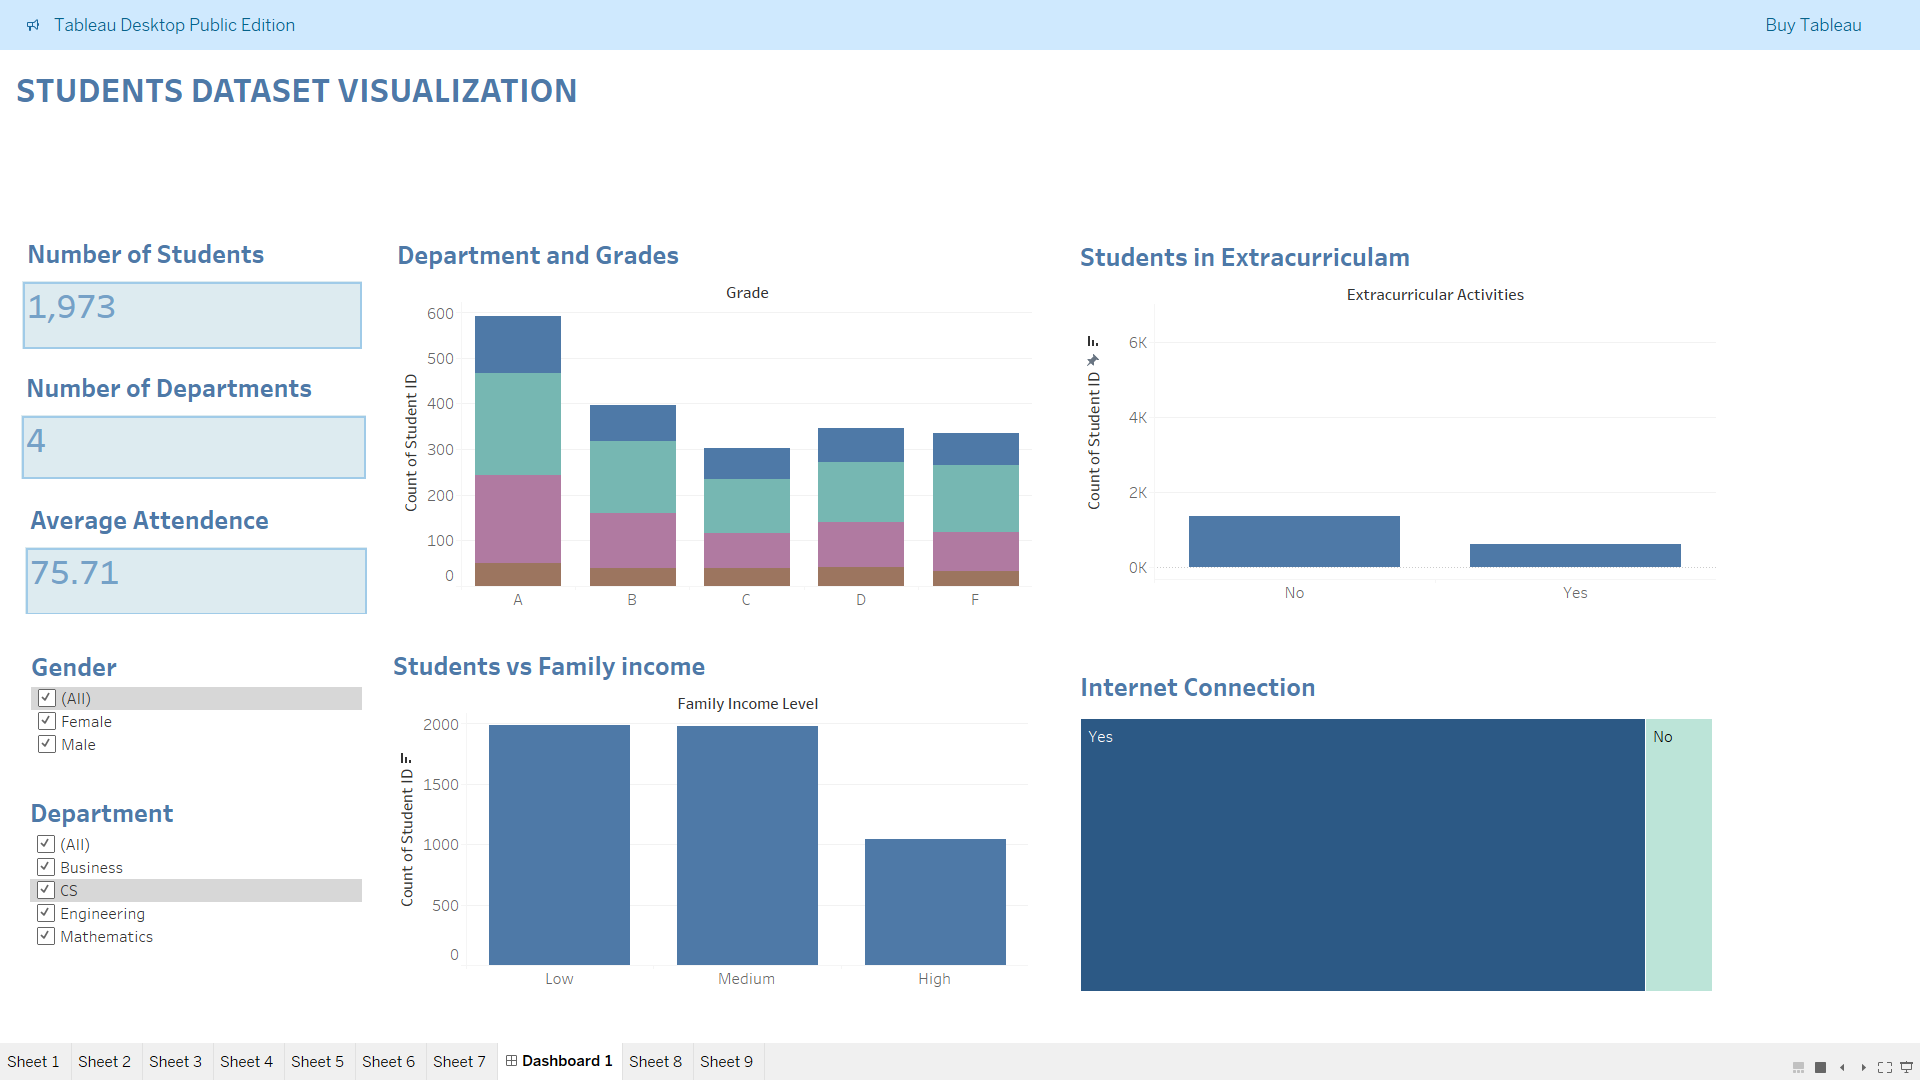 Tableau Desktop Public Edition
Buy Tableau
STUDENTS DATASET VISUALIZATION
Number of Students
1,973
Number of Departments
4
Average Attendence
75.71
Gender
(All)
Female
Male
Department
(All)
Business
CS
Engineering
Mathematics
Department and Grades
Grade
Count of Student ID
600
500
400
300
200
100
0
A B C D F
Students vs Family income
Family Income Level
Count of Student ID
2000
1500
1000
500
0
Low Medium High
Students in Extracurriculam
Extracurricular Activities
Count of Student ID
6K
4K
2K
0K
No Yes
Internet Connection
Yes No
Sheet 1 Sheet 2 Sheet 3 Sheet 4 Sheet 5 Sheet 6 Sheet 7 Dashboard 1 Sheet 8 Sheet 9